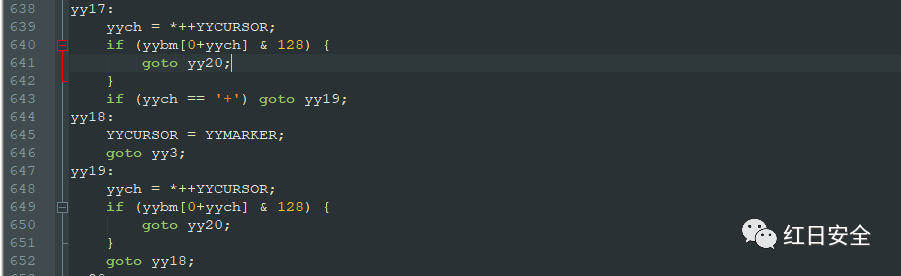 638 yy17:
639 yych = *++YYCURSOR;
640 if (yybm[0+yych] & 128) {
641 goto yy20;
642 }
643 if (yych == '+') goto yy19;
644 yy18:
645 YYCURSOR = YYMARKER;
646 goto yy3;
647 yy19:
648 yych = *++YYCURSOR;
649 if (yybm[0+yych] & 128) {
650 goto yy20;
651 }
652 goto yy18;
红日安全